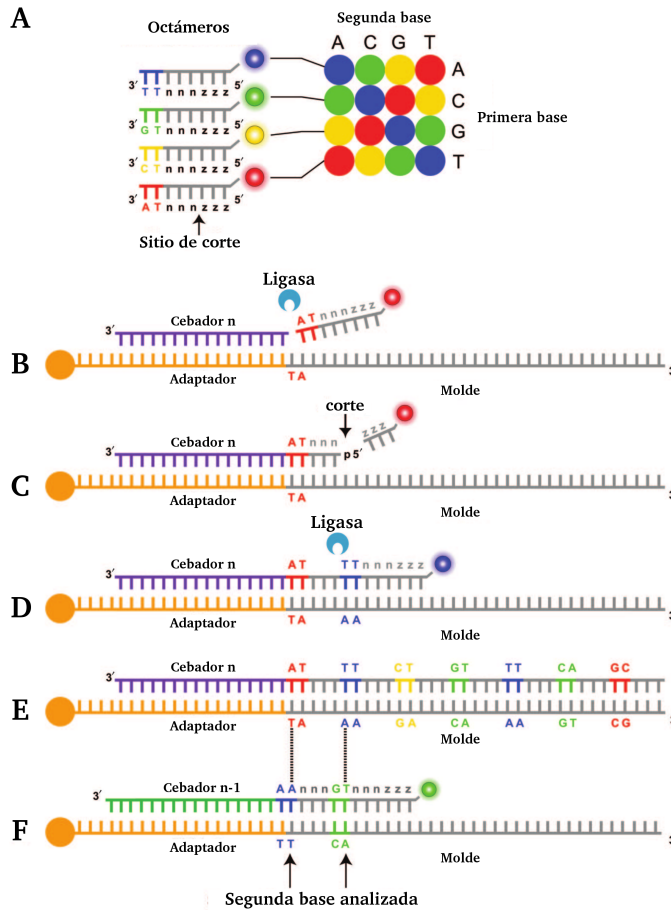 A
Octámeros
Segunda base
A C G T
A
C
G
T
Primera base
3′ T T n n n z z z 5′
3′ G T n n n z z z 5′
3′ C T n n n z z z 5′
3′ A T n n n z z z 5′
Sitio de corte
Ligasa
A T n n n z z z
3′ Cebador n
B
Adaptador
T A
Molde
corte
z z z
3′ Cebador n
A T n n n
p 5′
C
Adaptador
T A
Molde
Ligasa
A T T T n n n z z z
3′ Cebador n
D
Adaptador
T A A A
Molde
3′ Cebador n
A T T T C T G T T T C A G C
E
Adaptador
T A A A G A C A A A G T C G
Molde
3′ Cebador n-1
A A n n n G T n n n z z z
F
Adaptador
T T C A
Molde
Segunda base analizada